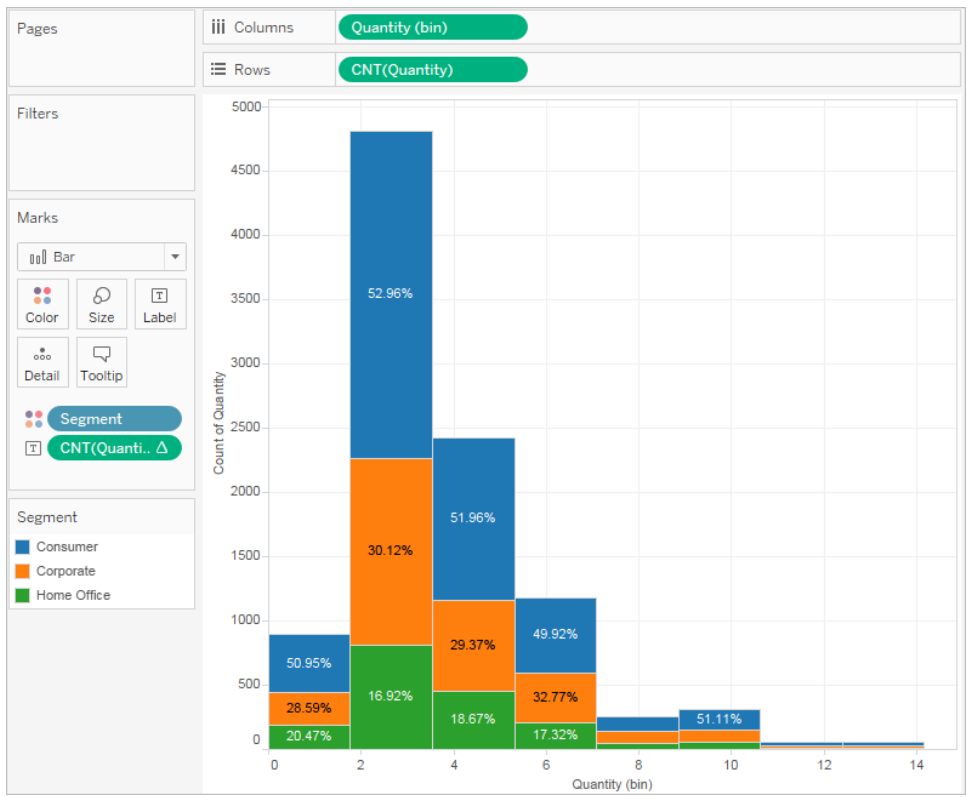 Pages
Columns
Quantity (bin)
Rows
CNT(Quantity)
Filters
Marks
Bar
Color
Size
Label
Detail
Tooltip
Segment
CNT(Quanti.. Δ
Segment
Consumer
Corporate
Home Office
Count of Quantity
5000
4500
4000
3500
3000
2500
2000
1500
1000
500
0
52.96%
30.12%
16.92%
51.96%
29.37%
18.67%
50.95%
28.59%
20.47%
49.92%
32.77%
17.32%
51.11%
0 2 4 6 8 10 12 14
Quantity (bin)